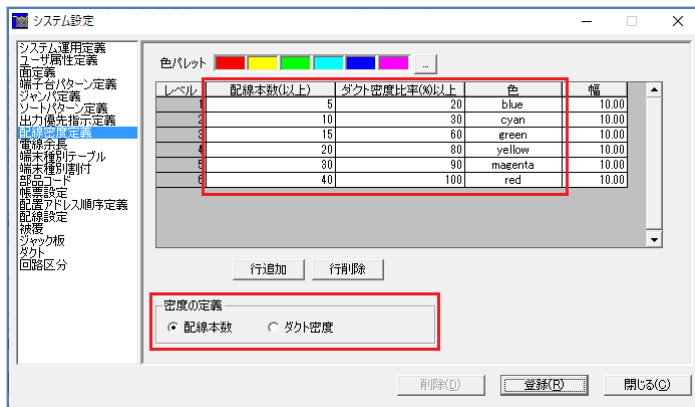 システム設定
システム運用定義
ユーザ属性定義
面定義
端子台パターン定義
ジャンパ定義
ソートパターン定義
出力優先指示定義
配線密度定義
電線余長
端末種別テーブル
端末種別割付
部品コード
帳票設定
配置アドレス順序定義
配線設定
被覆
ジャック板
ダクト
回路区分
色パレット ...
レベル 配線本数(以上) ダクト密度比率(%)以上 色 幅
1 5 20 blue 10.00
2 10 30 cyan 10.00
3 15 60 green 10.00
4 20 80 yellow 10.00
5 30 90 magenta 10.00
6 40 100 red 10.00
行追加 行削除
密度の定義
配線本数 ダクト密度
削除(D) 登録(R) 閉じる(C)